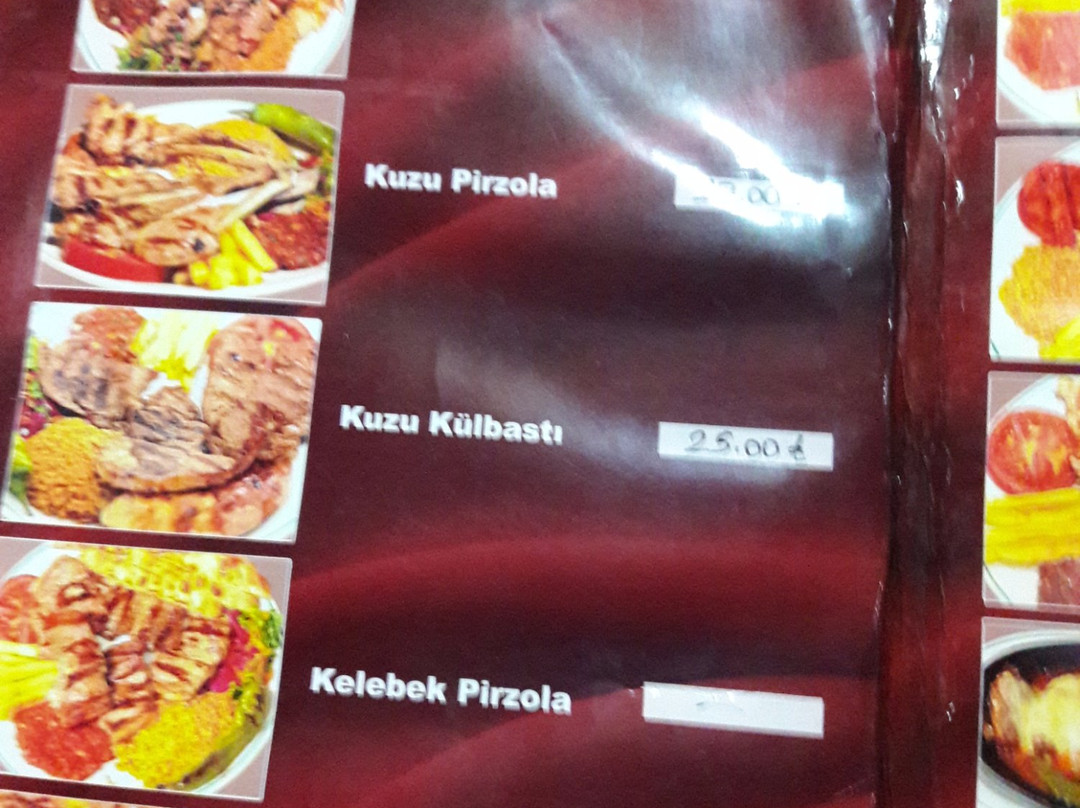 Kuzu Pirzola
Kuzu Külbastı 25.00 ₺
Kelebek Pirzola